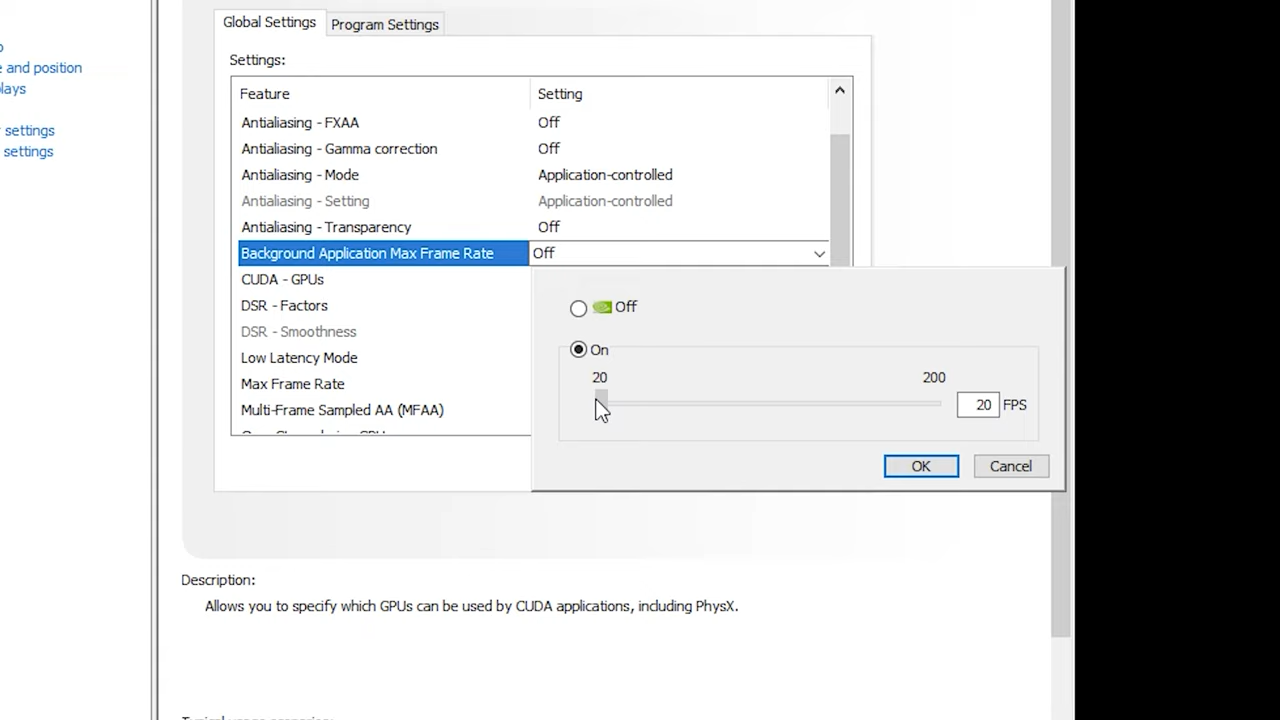 Global Settings
Program Settings
and position
settings
settings
Settings:
Feature Setting
Antialiasing - FXAA Off
Antialiasing - Gamma correction Off
Antialiasing - Mode Application-controlled
Antialiasing - Setting Application-controlled
Antialiasing - Transparency Off
Background Application Max Frame Rate Off
CUDA - GPUs
DSR - Factors
DSR - Smoothness
Low Latency Mode
Max Frame Rate
Multi-Frame Sampled AA (MFAA)
Off
On
20 200
20 FPS
OK Cancel
Description:
Allows you to specify which GPUs can be used by CUDA applications, including PhysX.